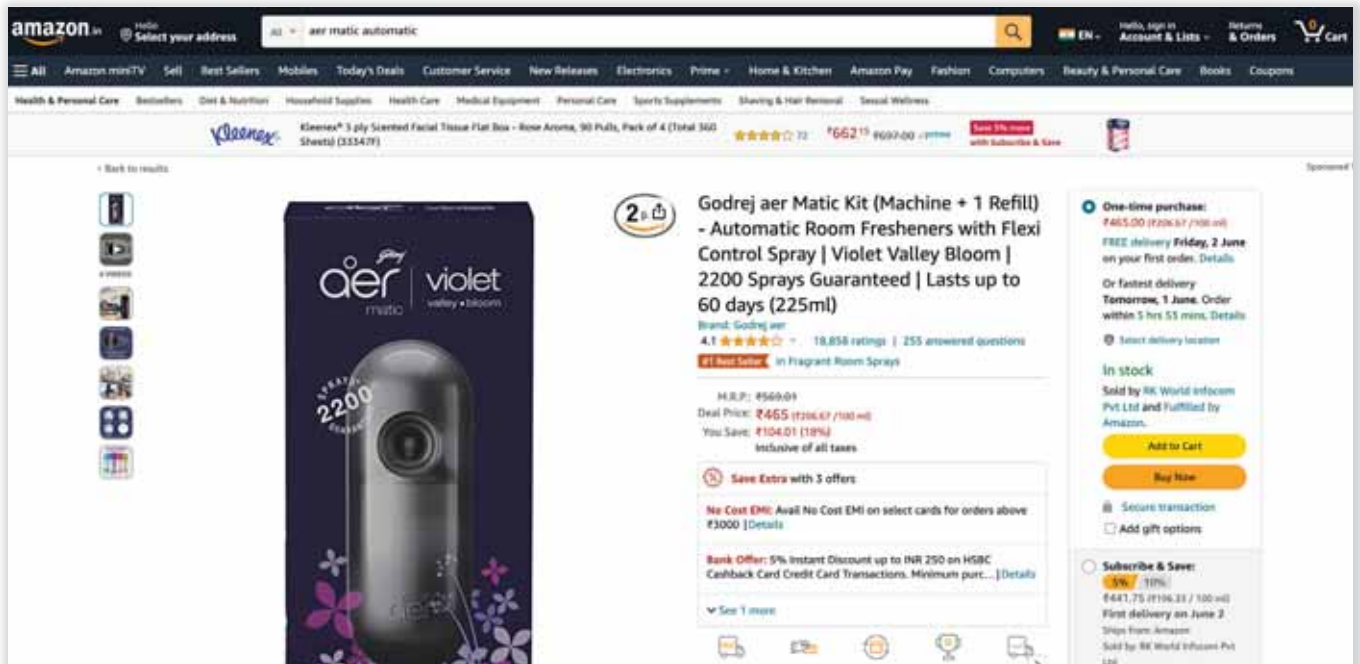 amazon.in
Hello
Select your address
All
aer matic automatic
EN
Hello, sign in
Account & Lists
Returns
& Orders
0
Cart
All Amazon miniTV Sell Best Sellers Mobiles Today's Deals Customer Service New Releases Electronics Prime Home & Kitchen Amazon Pay Fashion Computers Beauty & Personal Care Books Coupons
Health & Personal Care Bestsellers Diet & Nutrition Household Supplies Health Care Medical Equipment Personal Care Sports Supplements Shaving & Hair Removal Sexual Wellness
Kleenex
Kleenex® 3 ply Scented Facial Tissue Flat Box - Rose Aroma, 90 Pulls, Pack of 4 (Total 360
Sheets) (33347F)
72
₹662 ₹697.00 prime
Save 5% more
with Subscribe & Save
Sponsored
‹ Back to results
4 VIDEOS
Godrej
aer
matic
violet
valley • bloom
SPRAYS
2200
aer
2
Godrej aer Matic Kit (Machine + 1 Refill)
- Automatic Room Fresheners with Flexi
Control Spray | Violet Valley Bloom |
2200 Sprays Guaranteed | Lasts up to
60 days (225ml)
Brand: Godrej aer
4.1 18,858 ratings | 255 answered questions
#1 Best Seller in Fragrant Room Sprays
M.R.P.: ₹569.01
Deal Price: ₹465 (₹206.67 /100 ml)
You Save: ₹104.01 (18%)
Inclusive of all taxes
Save Extra with 3 offers
No Cost EMI: Avail No Cost EMI on select cards for orders above
₹3000 |Details
Bank Offer: 5% Instant Discount up to INR 250 on HSBC
Cashback Card Credit Card Transactions. Minimum purc... |Details
See 1 more
One-time purchase:
₹465.00 (₹206.67 /100 ml)
FREE delivery Friday, 2 June
on your first order. Details
Or fastest delivery
Tomorrow, 1 June. Order
within 5 hrs 53 mins. Details
Select delivery location
In stock
Sold by RK World Infocom
Pvt Ltd and Fulfilled by
Amazon.
Add to Cart
Buy Now
Secure transaction
Add gift options
Subscribe & Save:
5% 10%
₹441.75 (₹196.33 / 100 ml)
First delivery on June 2
Ships from: Amazon
Sold by: RK World Infocom Pvt
Ltd